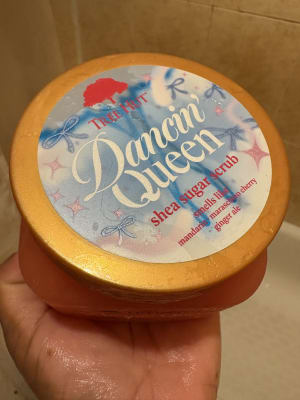 TREE HUT
Dancin'
Queen
shea sugar scrub
smells like
mandarin, maraschino cherry
ginger ale